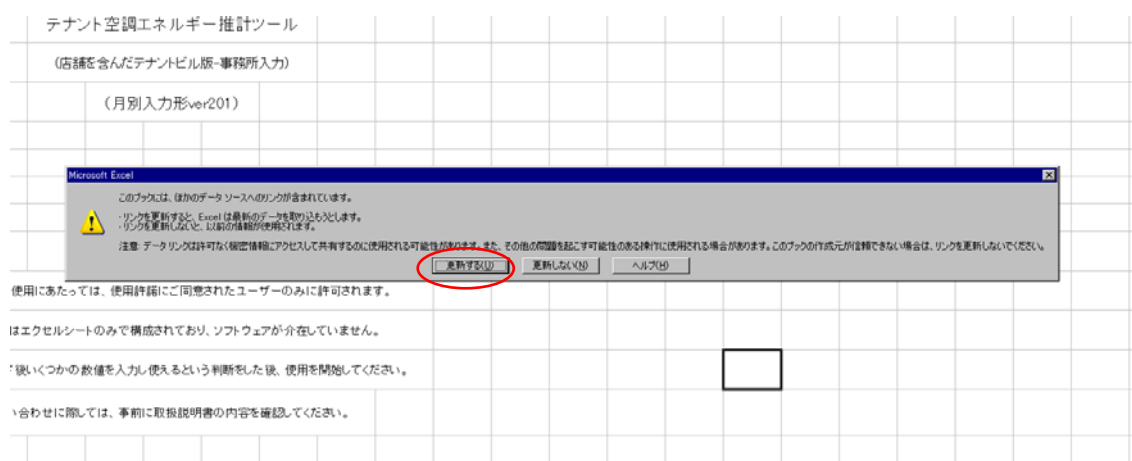 テナント空調エネルギー推計ツール
(店舗を含んだテナントビル版-事務所入力)
(月別入力形ver201)
Microsoft Excel
このブックには、ほかのデータ ソースへのリンクが含まれています。
・リンクを更新すると、Excel は最新のデータを取り込もうとします。
・リンクを更新しないと、以前の情報が使用されます。
注意: データ リンクは許可なく機密情報にアクセスして共有するのに使用される可能性があります。また、その他の問題を起こす可能性のある操作に使用される場合があります。このブックの作成元が信頼できない場合は、リンクを更新しないでください。
更新する(U) 更新しない(N) ヘルプ(H)
使用にあたっては、使用許諾にご同意されたユーザーのみに許可されます。
はエクセルシートのみで構成されており、ソフトウェアが介在していません。
後いくつかの数値を入力し使えるという判断をした後、使用を開始してください。
い合わせに際しては、事前に取扱説明書の内容を確認してください。